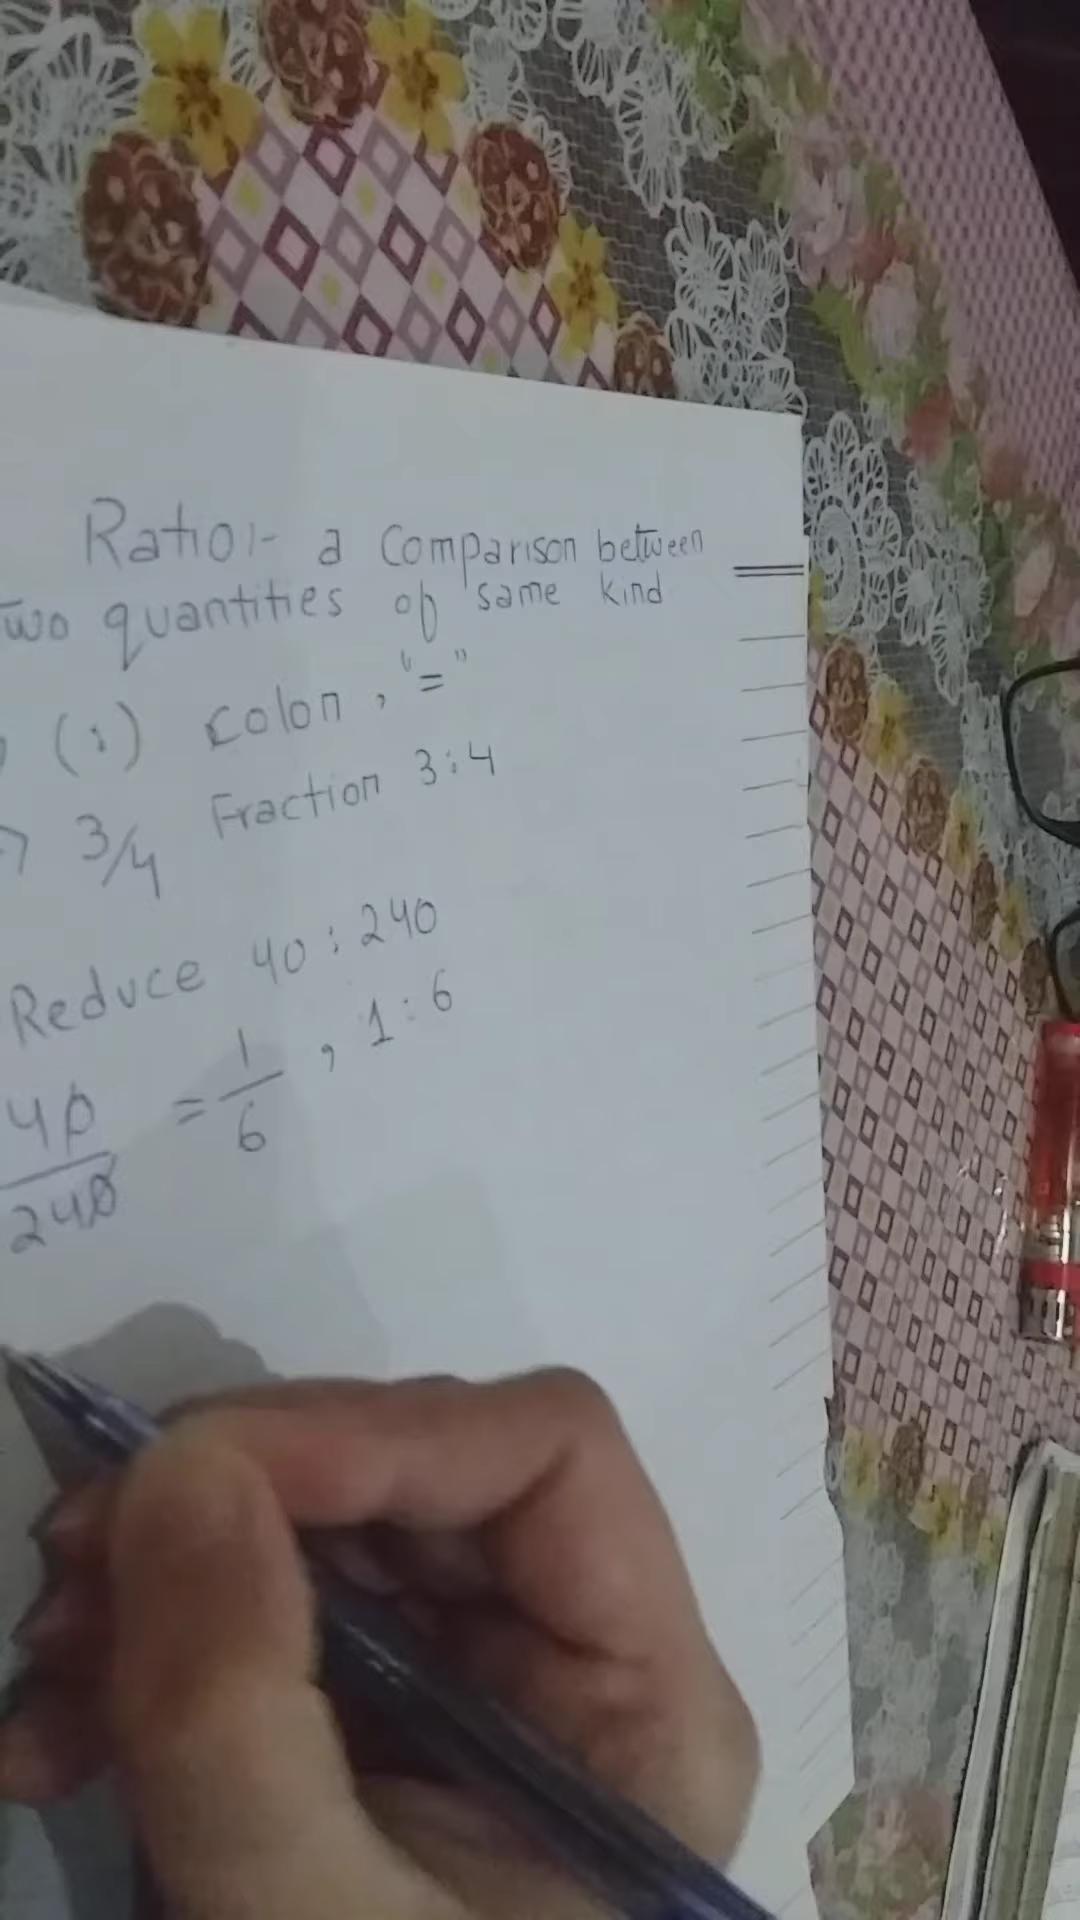 Ratio:- a Comparison between
Two quantities of same kind
(:) colon, "="
→ 3/4 Fraction 3:4
Reduce 40 : 240
40/240 = 1/6 , 1 : 6